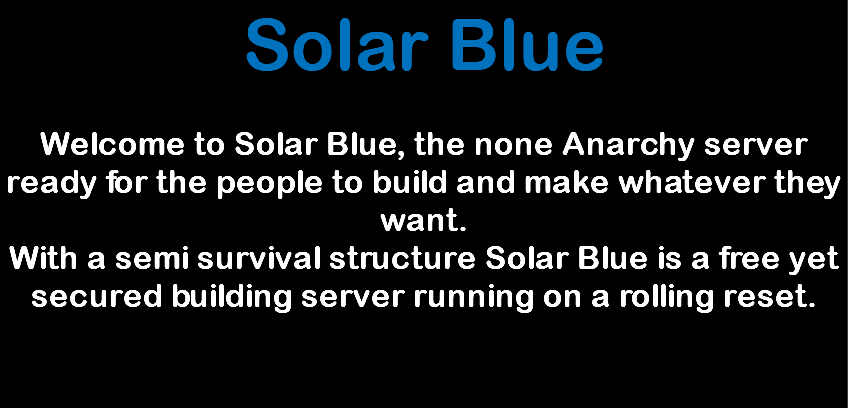 Solar Blue
Welcome to Solar Blue, the none Anarchy server
ready for the people to build and make whatever they
want.
With a semi survival structure Solar Blue is a free yet
secured building server running on a rolling reset.